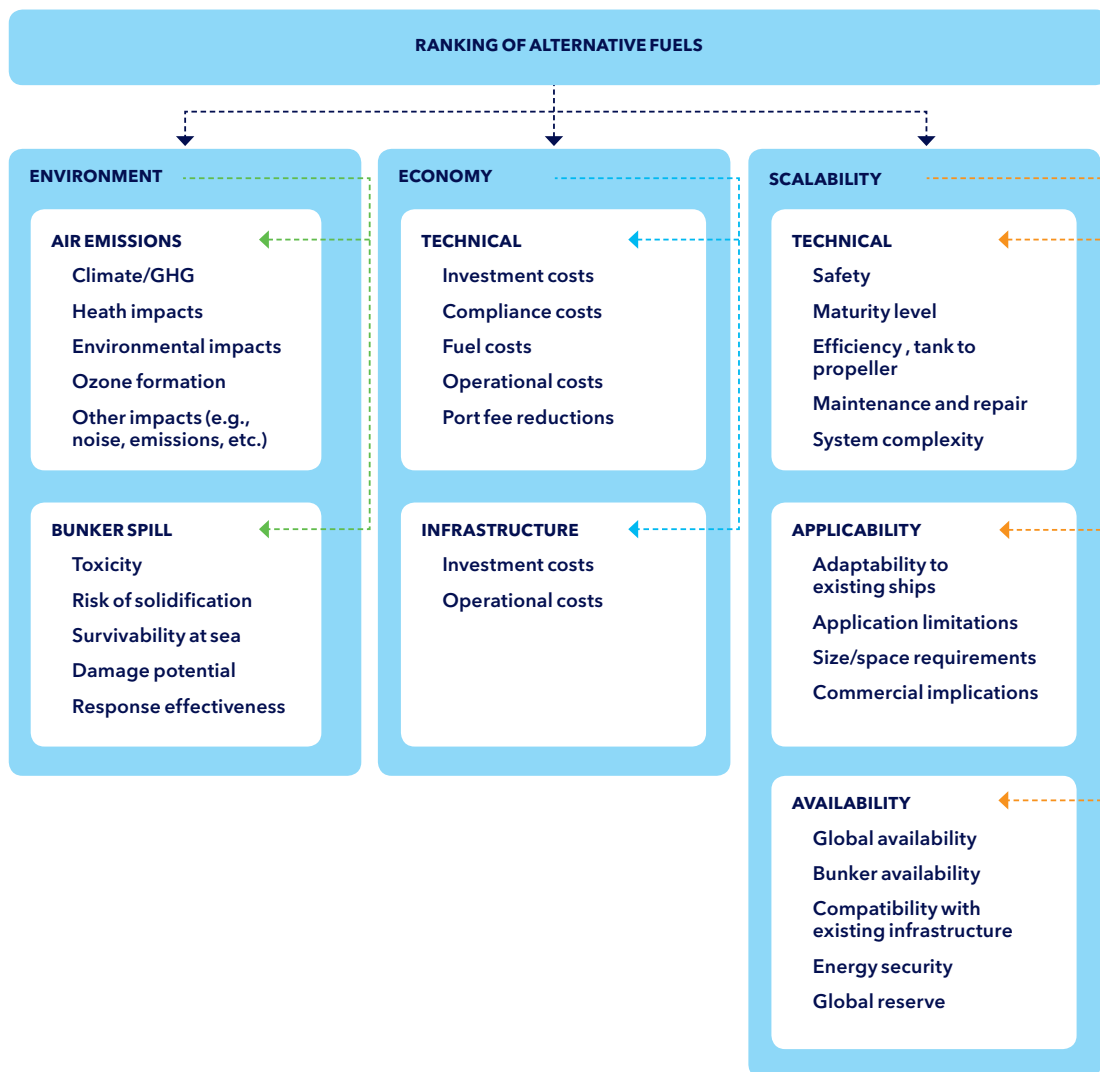 RANKING OF ALTERNATIVE FUELS
ENVIRONMENT
AIR EMISSIONS
Climate/GHG
Heath impacts
Environmental impacts
Ozone formation
Other impacts (e.g.,
noise, emissions, etc.)
BUNKER SPILL
Toxicity
Risk of solidification
Survivability at sea
Damage potential
Response effectiveness
ECONOMY
TECHNICAL
Investment costs
Compliance costs
Fuel costs
Operational costs
Port fee reductions
INFRASTRUCTURE
Investment costs
Operational costs
SCALABILITY
TECHNICAL
Safety
Maturity level
Efficiency , tank to
propeller
Maintenance and repair
System complexity
APPLICABILITY
Adaptability to
existing ships
Application limitations
Size/space requirements
Commercial implications
AVAILABILITY
Global availability
Bunker availability
Compatibility with
existing infrastructure
Energy security
Global reserve